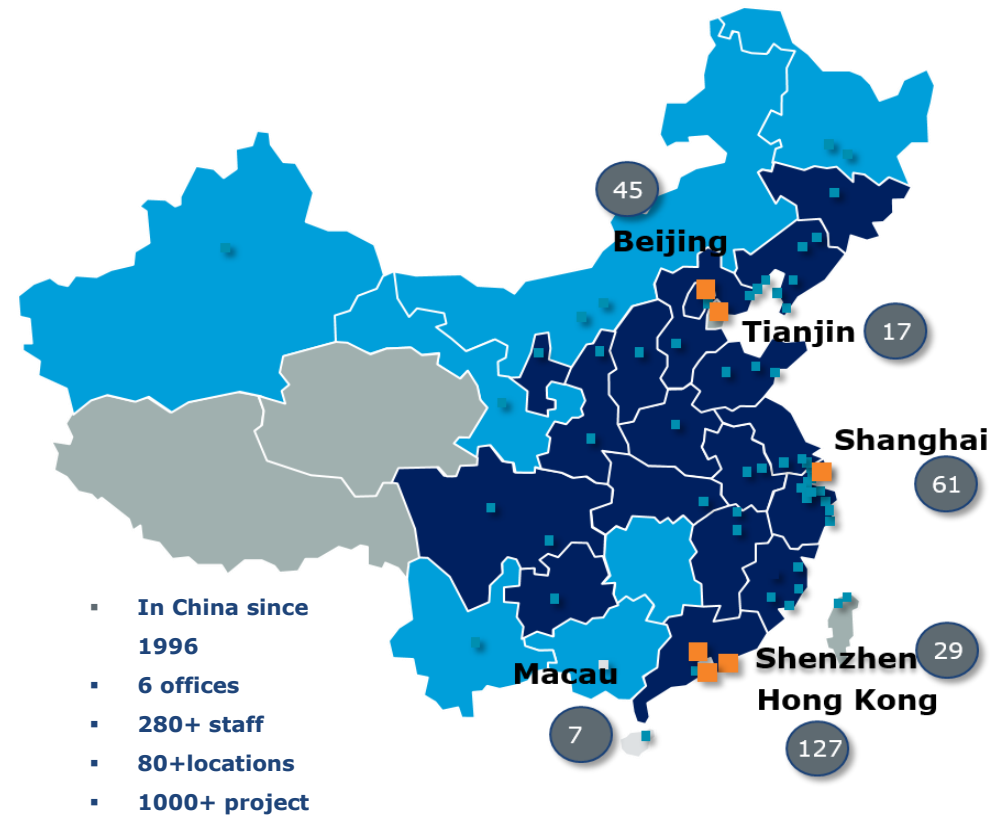 45
Beijing
Tianjin
17
Shanghai
61
▪ In China since
1996
▪ 6 offices
▪ 280+ staff
▪ 80+locations
▪ 1000+ project
Macau
7
Shenzhen
29
Hong Kong
127